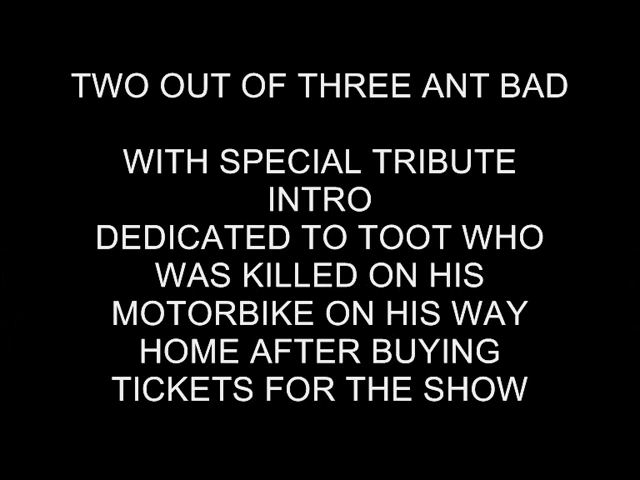 TWO OUT OF THREE ANT BAD
WITH SPECIAL TRIBUTE
INTRO
DEDICATED TO TOOT WHO
WAS KILLED ON HIS
MOTORBIKE ON HIS WAY
HOME AFTER BUYING
TICKETS FOR THE SHOW